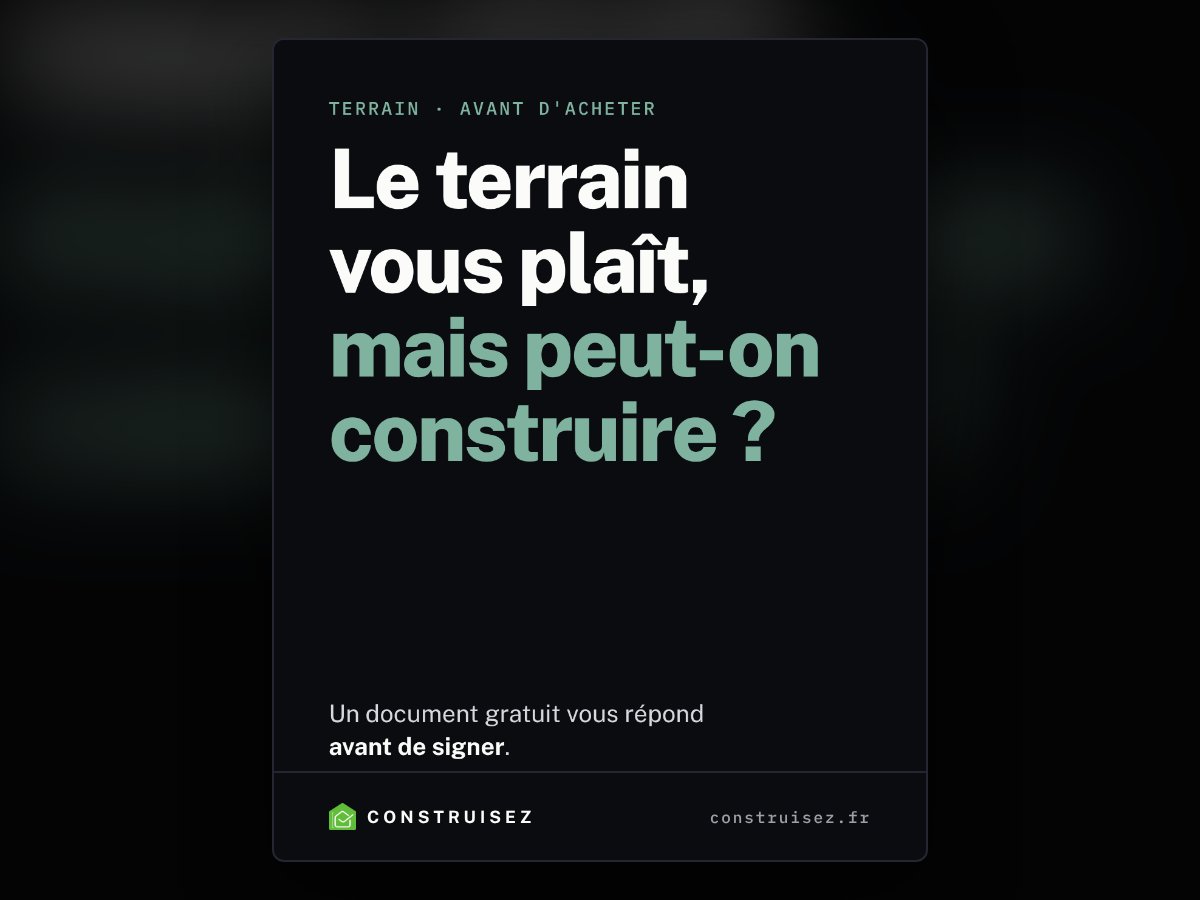 TERRAIN · AVANT D'ACHETER
Le terrain
vous plaît,
mais peut-on
construire ?
Un document gratuit vous répond
avant de signer.
CONSTRUISEZ
construisez.fr